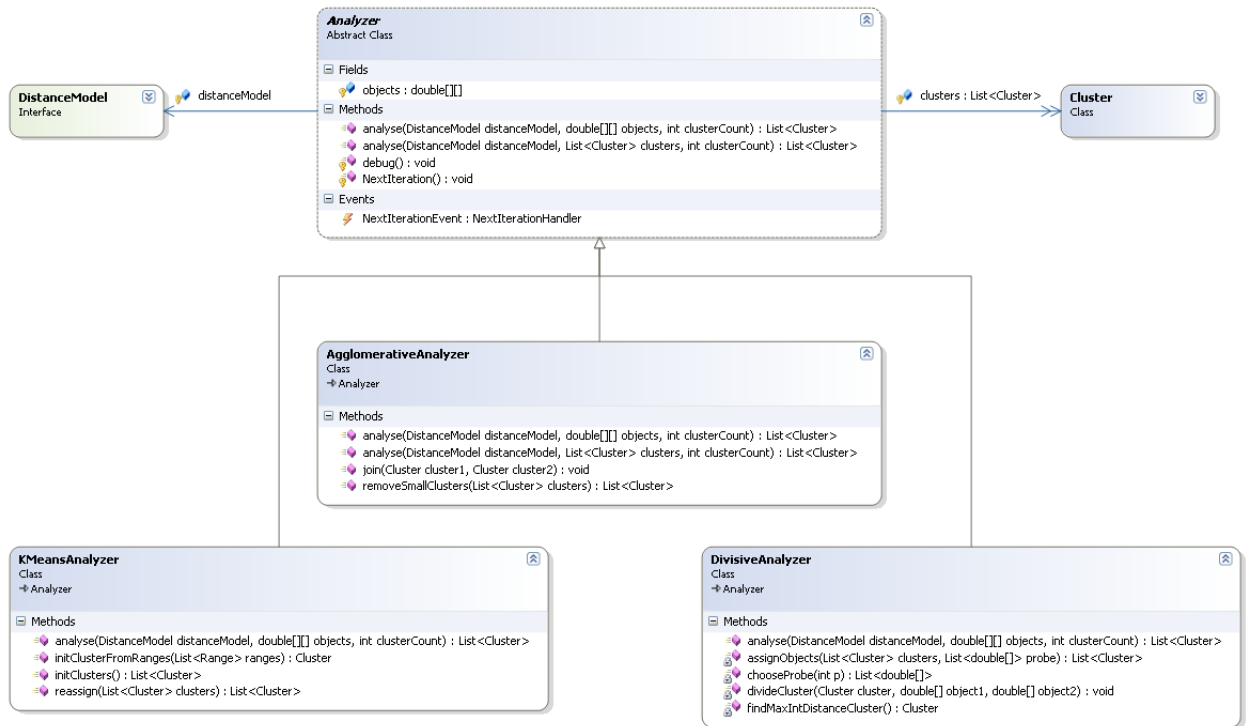 Analyzer
Abstract Class
Fields
objects : double[][]
Methods
analyse(DistanceModel distanceModel, double[][] objects, int clusterCount) : List<Cluster>
analyse(DistanceModel distanceModel, List<Cluster> clusters, int clusterCount) : List<Cluster>
debug() : void
NextIteration() : void
Events
NextIterationEvent : NextIterationHandler
DistanceModel
Interface
distanceModel
clusters : List<Cluster>
Cluster
Class
AgglomerativeAnalyzer
Class
Analyzer
Methods
analyse(DistanceModel distanceModel, double[][] objects, int clusterCount) : List<Cluster>
analyse(DistanceModel distanceModel, List<Cluster> clusters, int clusterCount) : List<Cluster>
join(Cluster cluster1, Cluster cluster2) : void
removeSmallClusters(List<Cluster> clusters) : List<Cluster>
KMeansAnalyzer
Class
Analyzer
Methods
analyse(DistanceModel distanceModel, double[][] objects, int clusterCount) : List<Cluster>
initClusterFromRanges(List<Range> ranges) : Cluster
initClusters() : List<Cluster>
reassign(List<Cluster> clusters) : List<Cluster>
DivisiveAnalyzer
Class
Analyzer
Methods
analyse(DistanceModel distanceModel, double[][] objects, int clusterCount) : List<Cluster>
assignObjects(List<Cluster> clusters, List<double[]> probe) : List<Cluster>
chooseProbe(int p) : List<double[]>
divideCluster(Cluster cluster, double[] object1, double[] object2) : void
findMaxIntDistanceCluster() : Cluster